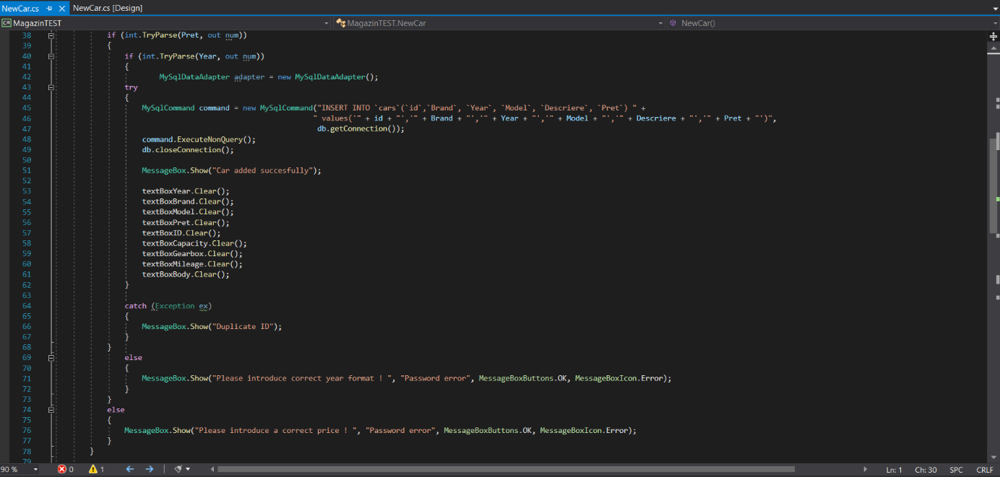 NewCar.cs NewCar.cs [Design]
C# MagazinTEST MagazinTEST.NewCar NewCar()
38 if (int.TryParse(Pret, out num))
39 {
40 if (int.TryParse(Year, out num))
41 {
42 MySqlDataAdapter adapter = new MySqlDataAdapter();
43 try
44 {
45 MySqlCommand command = new MySqlCommand("INSERT INTO `cars`(`id`,`Brand`, `Year`, `Model`, `Descriere`, `Pret`) " +
46 " values('" + id + "','" + Brand + "','" + Year + "','" + Model + "','" + Descriere + "','" + Pret + "')",
47 db.getConnection());
48 command.ExecuteNonQuery();
49 db.closeConnection();
50
51 MessageBox.Show("Car added succesfully");
52
53 textBoxYear.Clear();
54 textBoxBrand.Clear();
55 textBoxModel.Clear();
56 textBoxPret.Clear();
57 textBoxID.Clear();
58 textBoxCapacity.Clear();
59 textBoxGearbox.Clear();
60 textBoxMileage.Clear();
61 textBoxBody.Clear();
62 }
63
64 catch (Exception ex)
65 {
66 MessageBox.Show("Duplicate ID");
67 }
68 }
69 else
70 {
71 MessageBox.Show("Please introduce correct year format ! ", "Password error", MessageBoxButtons.OK, MessageBoxIcon.Error);
72 }
73 }
74 else
75 {
76 MessageBox.Show("Please introduce a correct price ! ", "Password error", MessageBoxButtons.OK, MessageBoxIcon.Error);
77 }
78 }
79
90 % 0 1 Ln: 1 Ch: 30 SPC CRLF